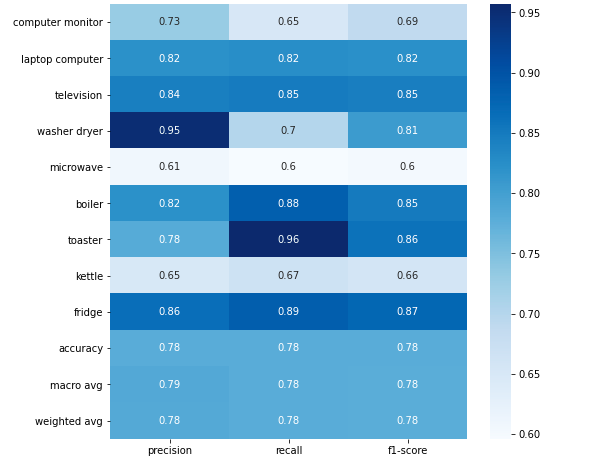 computer monitor 0.73 0.65 0.69
laptop computer 0.82 0.82 0.82
television 0.84 0.85 0.85
washer dryer 0.95 0.7 0.81
microwave 0.61 0.6 0.6
boiler 0.82 0.88 0.85
toaster 0.78 0.96 0.86
kettle 0.65 0.67 0.66
fridge 0.86 0.89 0.87
accuracy 0.78 0.78 0.78
macro avg 0.79 0.78 0.78
weighted avg 0.78 0.78 0.78
precision recall f1-score
0.95
0.90
0.85
0.80
0.75
0.70
0.65
0.60